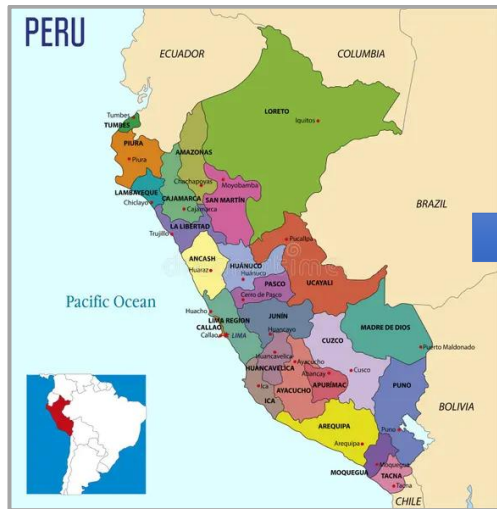 PERU
ECUADOR
COLUMBIA
LORETO
Iquitos
Tumbes
TUMBES
PIURA
Piura
AMAZONAS
Chachapoyas
Moyobamba
LAMBAYEQUE
Chiclayo
CAJAMARCA
Cajamarca
SAN MARTÍN
BRAZIL
LA LIBERTAD
Trujillo
Pucallpa
ANCASH
Huaraz
HUÁNUCO
Huánuco
UCAYALI
PASCO
Cerro de Pasco
Pacific Ocean
Huacho
LIMA REGION
JUNÍN
CALLAO
Callao
LIMA
Huancayo
CUZCO
MADRE DE DIOS
Puerto Maldonado
Huancavelica
Ayacucho
HUANCAVELICA
Abancay
Cusco
Ica
AYACUCHO
APURÍMAC
PUNO
ICA
BOLIVIA
AREQUIPA
Arequipa
Puno
MOQUEGUA
Moquegua
TACNA
Tacna
CHILE